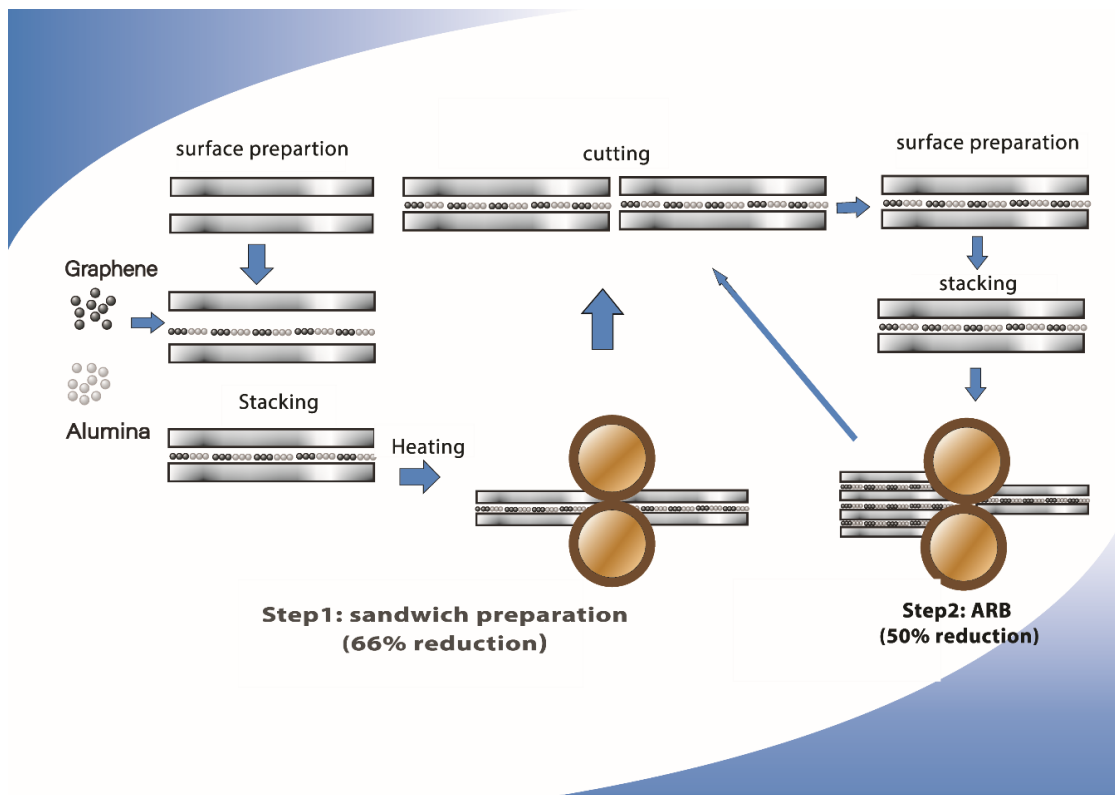 surface prepartion
cutting
surface preparation
Graphene
stacking
Alumina
Stacking
Heating
Step1: sandwich preparation
(66% reduction)
Step2: ARB
(50% reduction)